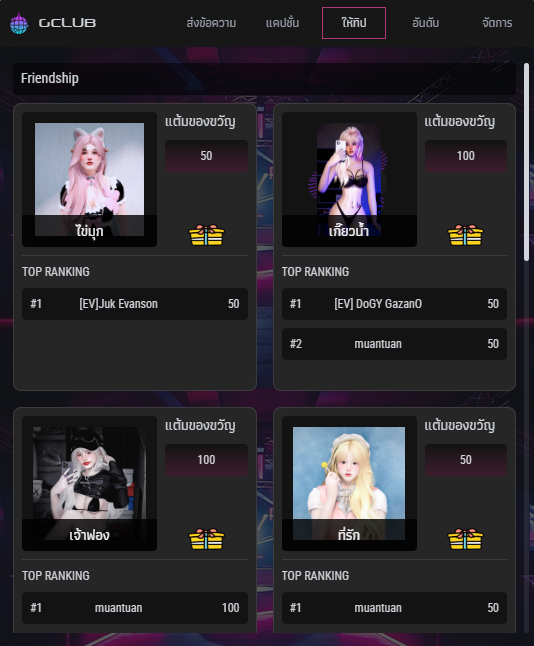 GCLUB
ส่งข้อความ
แคปชั่น
ให้ทิป
อันดับ
จัดการ
Friendship
แต้มของขวัญ
50
ไข่มุก
TOP RANKING
#1 [EV]Juk Evanson 50
แต้มของขวัญ
100
เกี๊ยวน้ำ
TOP RANKING
#1 [EV] DoGY GazanO 50
#2 muantuan 50
แต้มของขวัญ
100
เจ้าฟอง
TOP RANKING
#1 muantuan 100
แต้มของขวัญ
50
ที่รัก
TOP RANKING
#1 muantuan 50